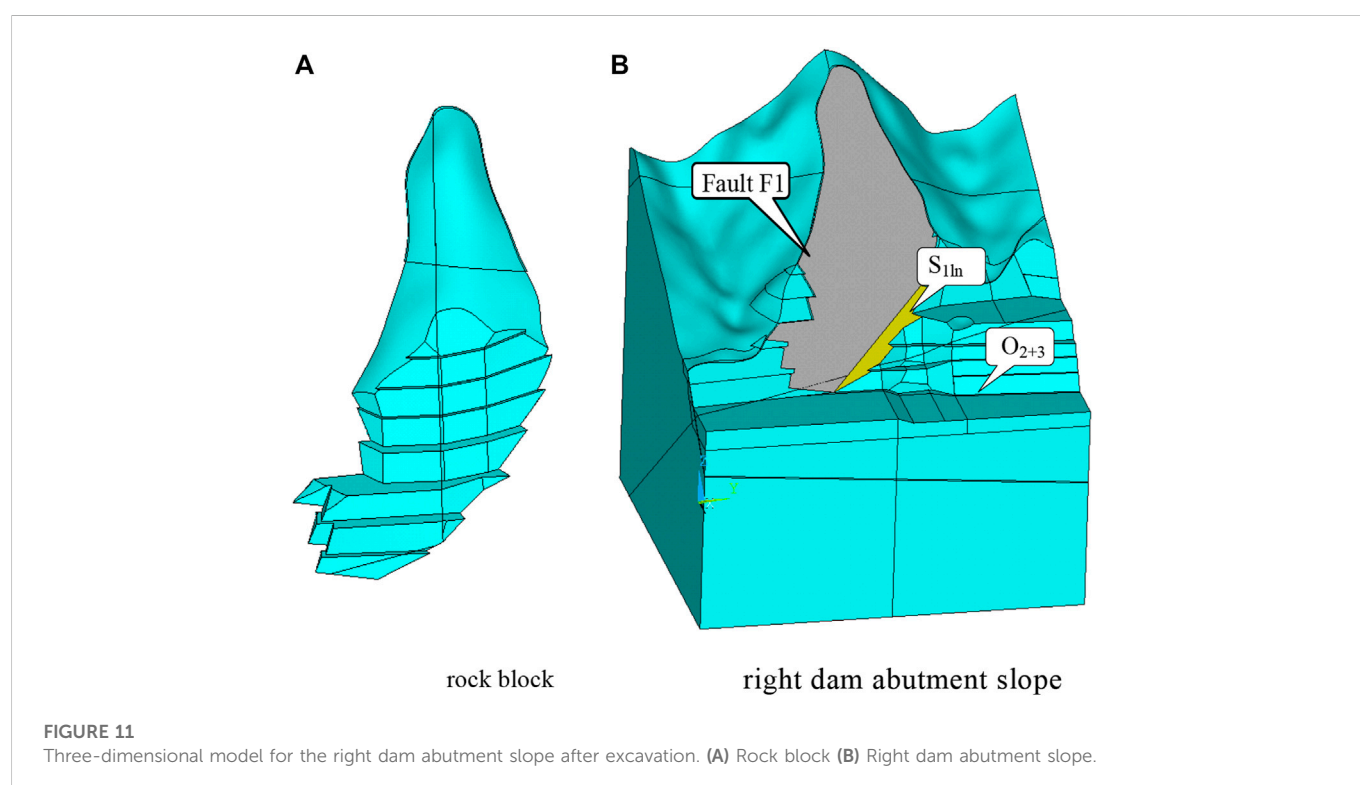 A
B
Fault F1
S1ln
O2+3
Y
rock block
right dam abutment slope
FIGURE 11
Three-dimensional model for the right dam abutment slope after excavation. (A) Rock block (B) Right dam abutment slope.